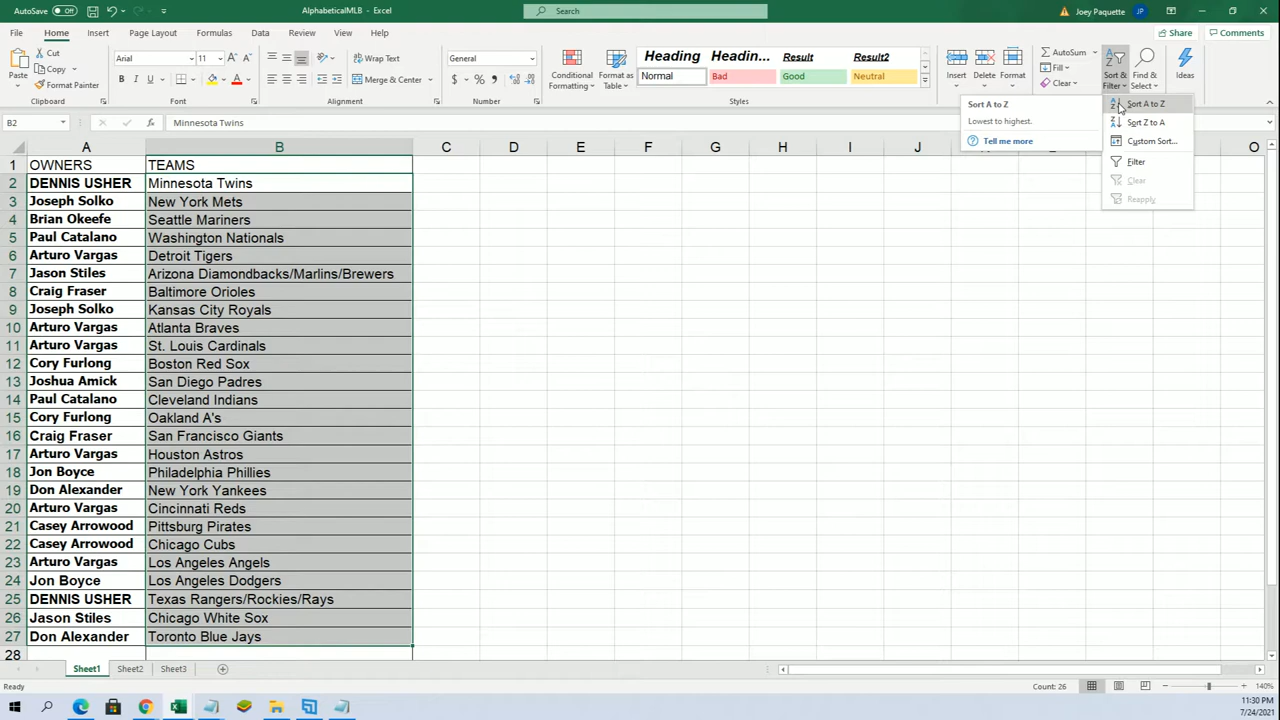 AutoSave Off AlphabeticalMLB - Excel Search Joey Paquette JP
File Home Insert Page Layout Formulas Data Review View Help Share Comments
Paste Cut Copy Format Painter Clipboard
Arial 11 B I U Font
Wrap Text Merge & Center Alignment
General $ % Number
Conditional Formatting Format as Table
Heading Headin... Result Result2
Normal Bad Good Neutral
Styles
Insert Delete Format
AutoSum Fill Clear
Sort & Filter Find & Select Ideas
Sort A to Z
Lowest to highest.
Tell me more
Sort A to Z
Sort Z to A
Custom Sort...
Filter
Clear
Reapply
B2 Minnesota Twins
A B C D E F G H I J O
1 OWNERS TEAMS
2 DENNIS USHER Minnesota Twins
3 Joseph Solko New York Mets
4 Brian Okeefe Seattle Mariners
5 Paul Catalano Washington Nationals
6 Arturo Vargas Detroit Tigers
7 Jason Stiles Arizona Diamondbacks/Marlins/Brewers
8 Craig Fraser Baltimore Orioles
9 Joseph Solko Kansas City Royals
10 Arturo Vargas Atlanta Braves
11 Arturo Vargas St. Louis Cardinals
12 Cory Furlong Boston Red Sox
13 Joshua Amick San Diego Padres
14 Paul Catalano Cleveland Indians
15 Cory Furlong Oakland A's
16 Craig Fraser San Francisco Giants
17 Arturo Vargas Houston Astros
18 Jon Boyce Philadelphia Phillies
19 Don Alexander New York Yankees
20 Arturo Vargas Cincinnati Reds
21 Casey Arrowood Pittsburg Pirates
22 Casey Arrowood Chicago Cubs
23 Arturo Vargas Los Angeles Angels
24 Jon Boyce Los Angeles Dodgers
25 DENNIS USHER Texas Rangers/Rockies/Rays
26 Jason Stiles Chicago White Sox
27 Don Alexander Toronto Blue Jays
28
Sheet1 Sheet2 Sheet3
Ready Count: 26 140%
11:30 PM
7/24/2021